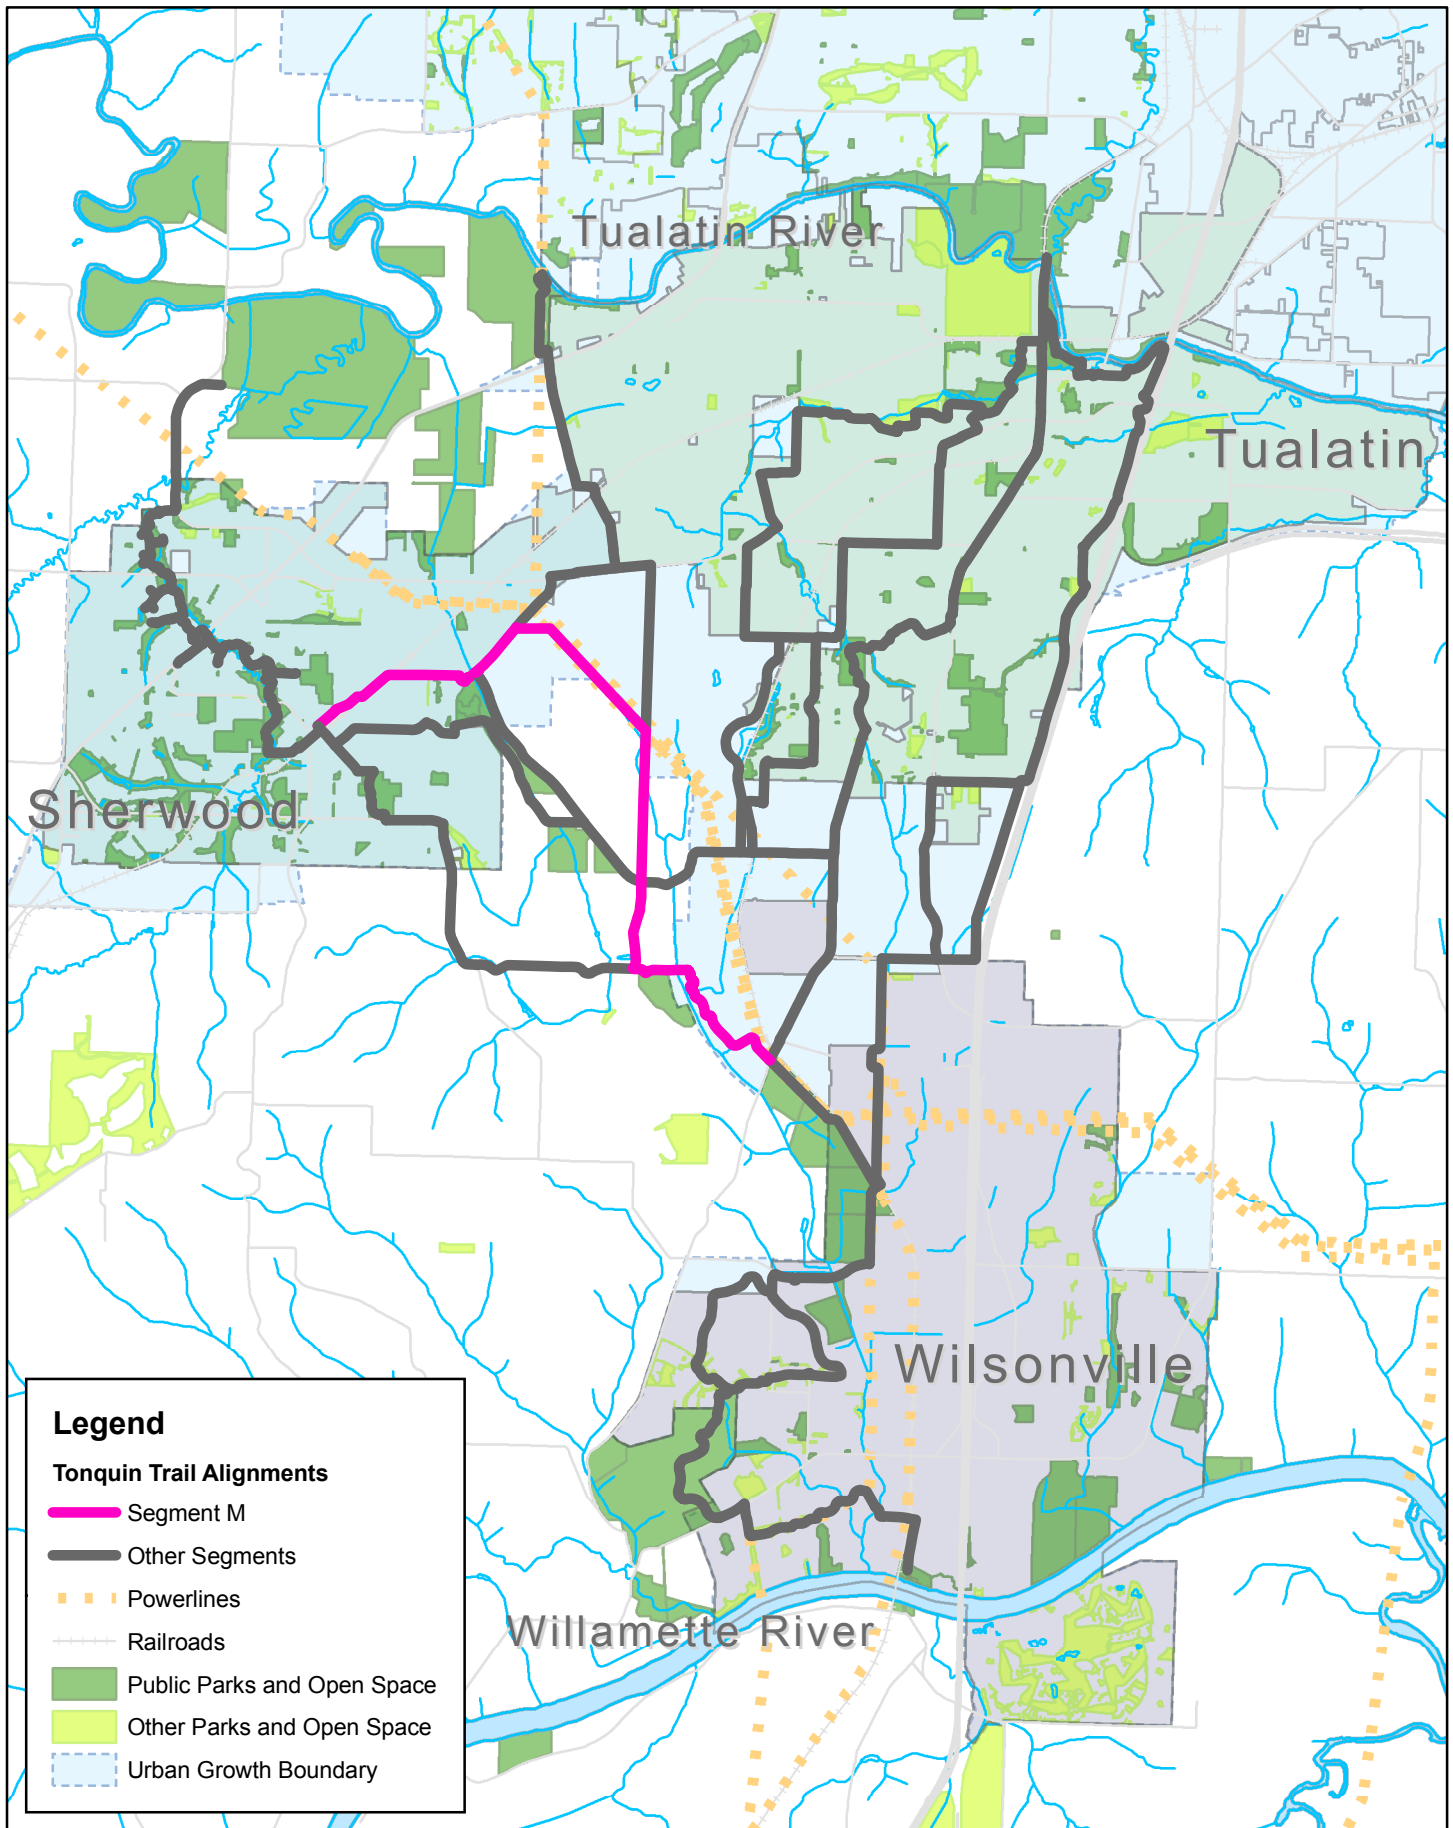 Tualatin River
Tualatin
Sherwood
Wilsonville
Willamette River
Legend
Tonquin Trail Alignments
Segment M
Other Segments
Powerlines
Railroads
Public Parks and Open Space
Other Parks and Open Space
Urban Growth Boundary